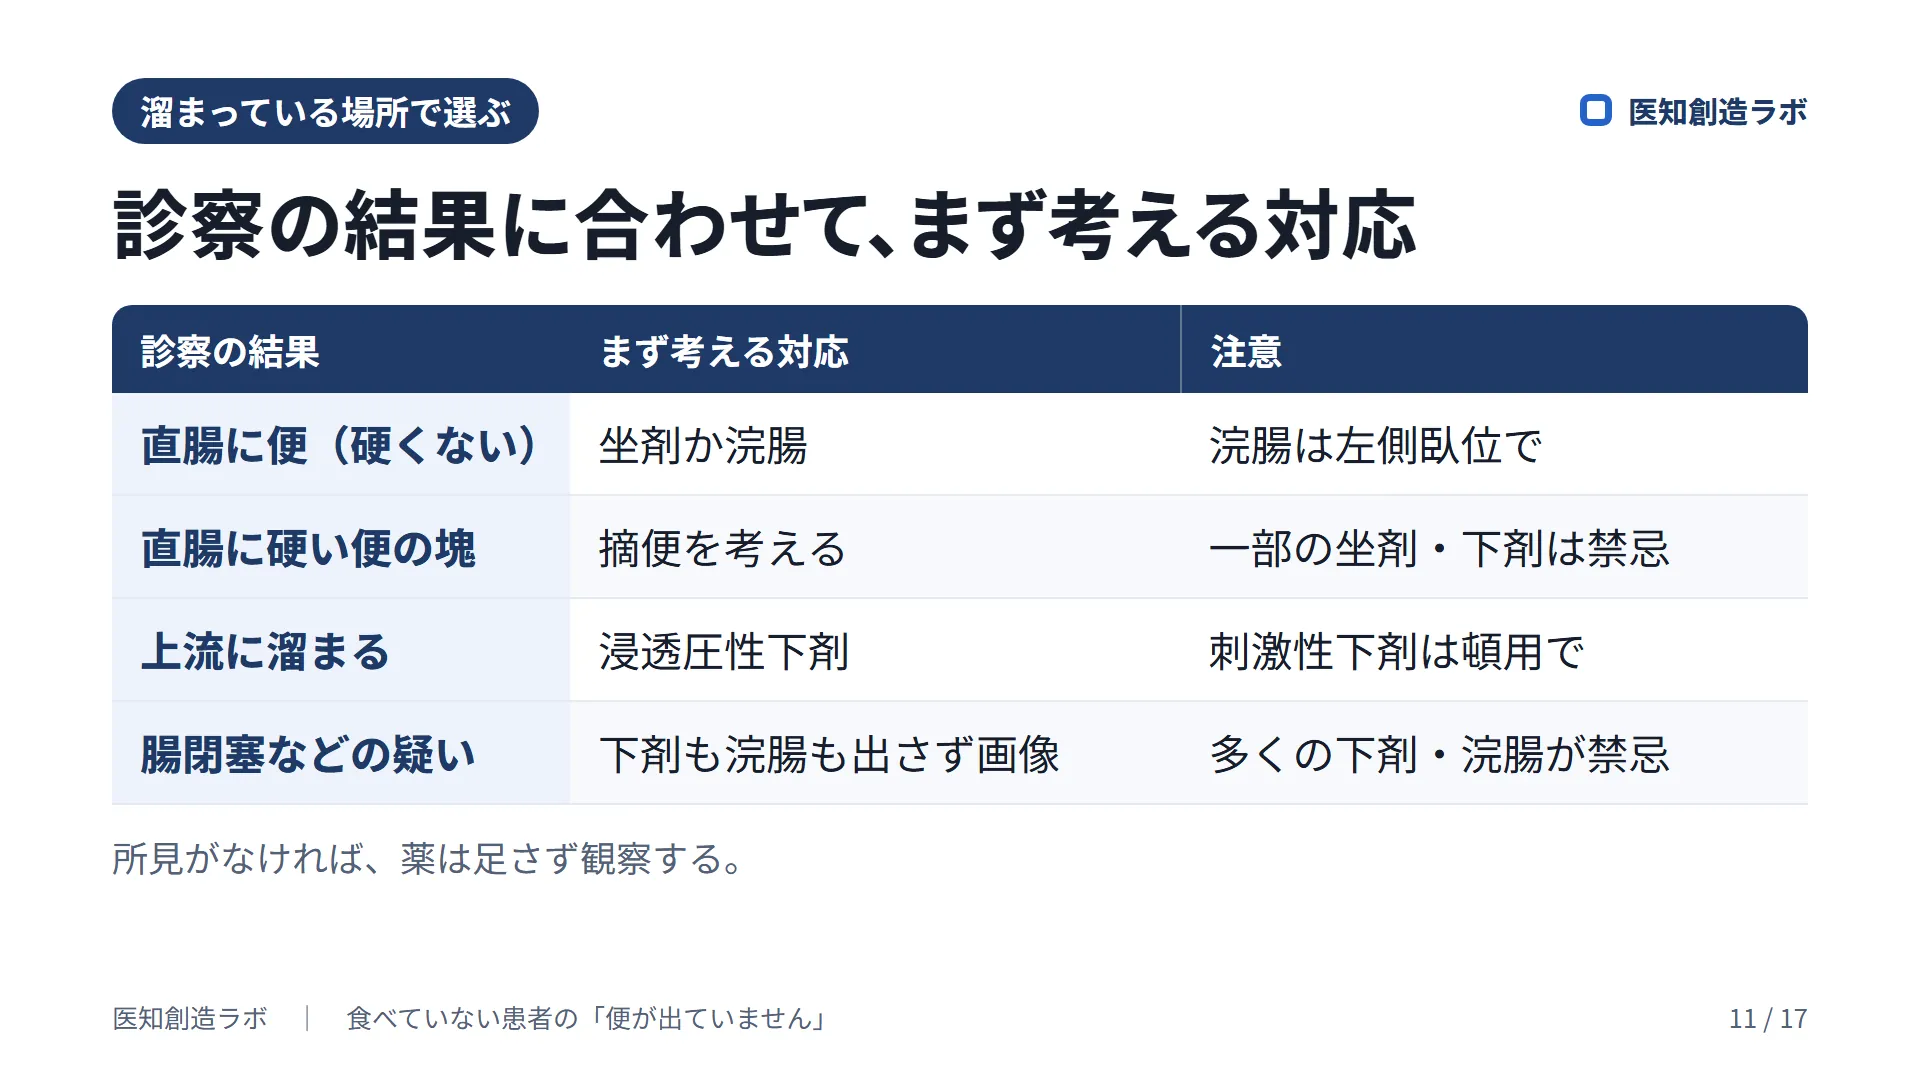 溜まっている場所で選ぶ
医知創造ラボ
診察の結果に合わせて、まず考える対応
診察の結果 まず考える対応 注意
直腸に便（硬くない） 坐剤か浣腸 浣腸は左側臥位で
直腸に硬い便の塊 摘便を考える 一部の坐剤・下剤は禁忌
上流に溜まる 浸透圧性下剤 刺激性下剤は頓用で
腸閉塞などの疑い 下剤も浣腸も出さず画像 多くの下剤・浣腸が禁忌
所見がなければ、薬は足さず観察する。
医知創造ラボ ｜ 食べていない患者の「便が出ていません」
11 / 17